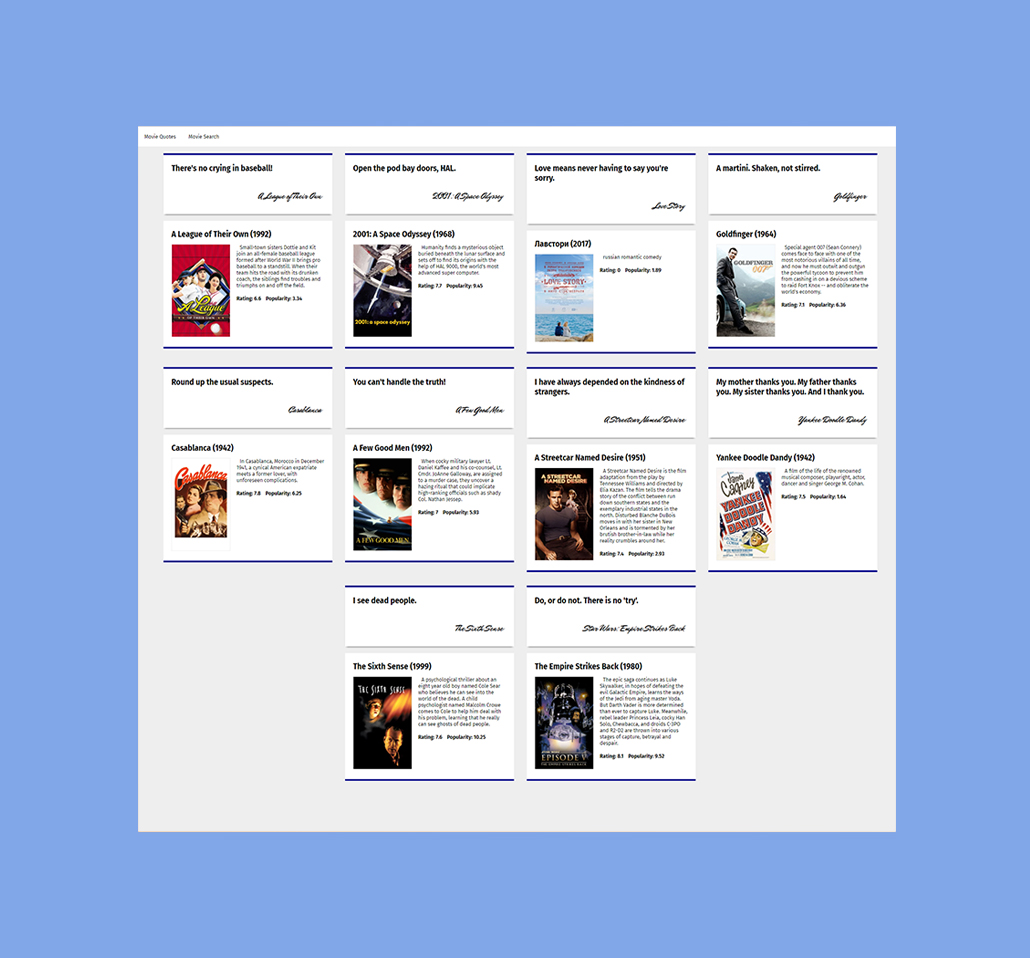 Movie Quotes Movie Search
There's no crying in baseball!
A League of Their Own
A League of Their Own (1992)
Small-town sisters Dottie and Kit
join an all-female baseball league
formed after World War II brings pro
baseball to a standstill. When their
team hits the road with its drunken
coach, the siblings find troubles and
triumphs on and off the field.
Rating: 6.6 Popularity: 3.34
A League
OF THEIR OWN
Open the pod bay doors, HAL.
2001: A Space Odyssey
2001: A Space Odyssey (1968)
Humanity finds a mysterious object
buried beneath the lunar surface and
sets off to find its origins with the
help of HAL 9000, the world's most
advanced super computer.
Rating: 7.7 Popularity: 9.45
2001: a space odyssey
Love means never having to say you're
sorry.
Love Story
Лавстори (2017)
russian romantic comedy
Rating: 0 Popularity: 1.89
LOVE STORY
A martini. Shaken, not stirred.
Goldfinger
Goldfinger (1964)
Special agent 007 (Sean Connery)
comes face to face with one of the
most notorious villains of all time,
and now he must outwit and outgun
the powerful tycoon to prevent him
from cashing in on a devious scheme
to raid Fort Knox -- and obliterate the
world's economy.
Rating: 7.1 Popularity: 6.36
GOLDFINGER
007
Round up the usual suspects.
Casablanca
Casablanca (1942)
In Casablanca, Morocco in December
1941, a cynical American expatriate
meets a former lover, with
unforeseen complications.
Rating: 7.8 Popularity: 6.25
Casablanca
You can't handle the truth!
A Few Good Men
A Few Good Men (1992)
When cocky military lawyer Lt.
Daniel Kaffee and his co-counsel, Lt.
Cmdr. JoAnne Galloway, are assigned
to a murder case, they uncover a
hazing ritual that could implicate
high-ranking officials such as shady
Col. Nathan Jessep.
Rating: 7 Popularity: 5.93
A FEW GOOD MEN
I have always depended on the kindness of
strangers.
A Streetcar Named Desire
A Streetcar Named Desire (1951)
A Streetcar Named Desire is the film
adaptation from the play by
Tennessee Williams and directed by
Elia Kazan. The film tells the drama
story of the conflict between run
down southern states and the
exemplary industrial states in the
north. Disturbed Blanche DuBois
moves in with her sister in New
Orleans and is tormented by her
brutish brother-in-law while her
reality crumbles around her.
Rating: 7.4 Popularity: 2.93
A STREETCAR
NAMED DESIRE
My mother thanks you. My father thanks
you. My sister thanks you. And I thank you.
Yankee Doodle Dandy
Yankee Doodle Dandy (1942)
A film of the life of the renowned
musical composer, playwright, actor,
dancer and singer George M. Cohan.
Rating: 7.5 Popularity: 1.64
James
Cagney
YANKEE
DOODLE
DANDY
I see dead people.
The Sixth Sense
The Sixth Sense (1999)
A psychological thriller about an
eight year old boy named Cole Sear
who believes he can see into the
world of the dead. A child
psychologist named Malcolm Crowe
comes to Cole to help him deal with
his problem, learning that he really
can see ghosts of dead people.
Rating: 7.6 Popularity: 10.25
THE SIXTH SENSE
Do, or do not. There is no 'try'.
Star Wars: Empire Strikes Back
The Empire Strikes Back (1980)
The epic saga continues as Luke
Skywalker, in hopes of defeating the
evil Galactic Empire, learns the ways
of the Jedi from aging master Yoda.
But Darth Vader is more determined
than ever to capture Luke. Meanwhile,
rebel leader Princess Leia, cocky Han
Solo, Chewbacca, and droids C-3PO
and R2-D2 are thrown into various
stages of capture, betrayal and
despair.
Rating: 8.1 Popularity: 9.52
EPISODE V
THE EMPIRE STRIKES BACK